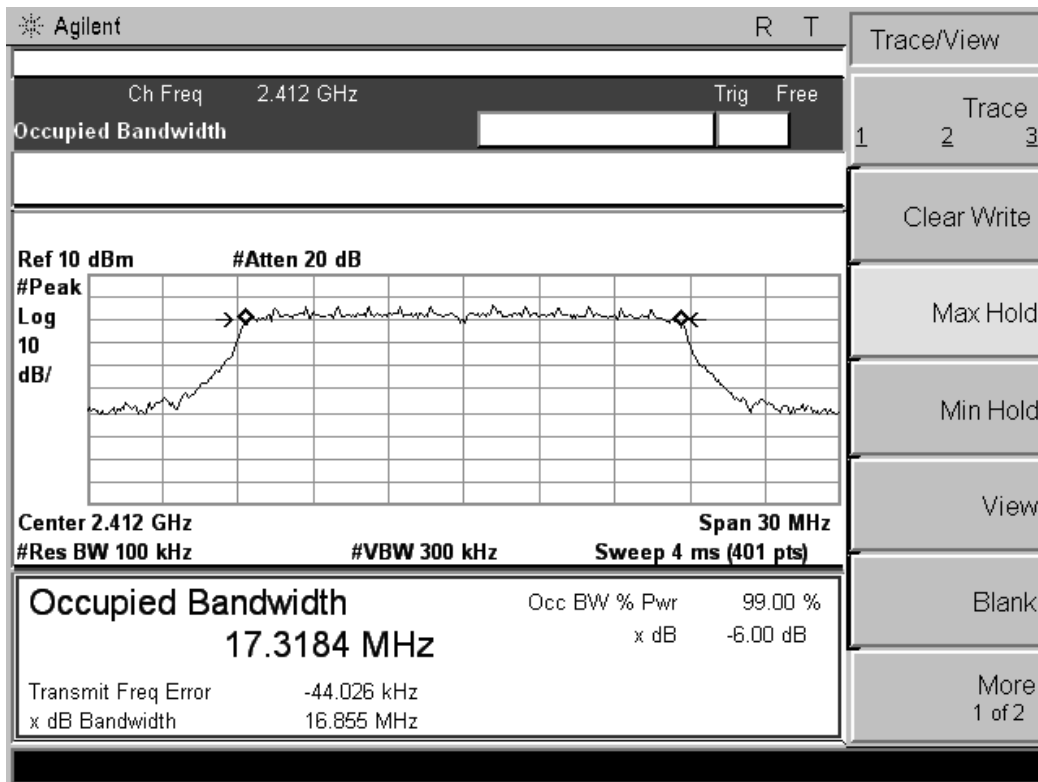 Agilent R T
Ch Freq 2.412 GHz Trig Free
Occupied Bandwidth
Ref 10 dBm #Atten 20 dB
#Peak
Log
10
dB/
Center 2.412 GHz Span 30 MHz
#Res BW 100 kHz #VBW 300 kHz Sweep 4 ms (401 pts)
Occupied Bandwidth Occ BW % Pwr 99.00 %
17.3184 MHz x dB -6.00 dB
Transmit Freq Error -44.026 kHz
x dB Bandwidth 16.855 MHz
Trace/View
Trace
1 2 3
Clear Write
Max Hold
Min Hold
View
Blank
More
1 of 2